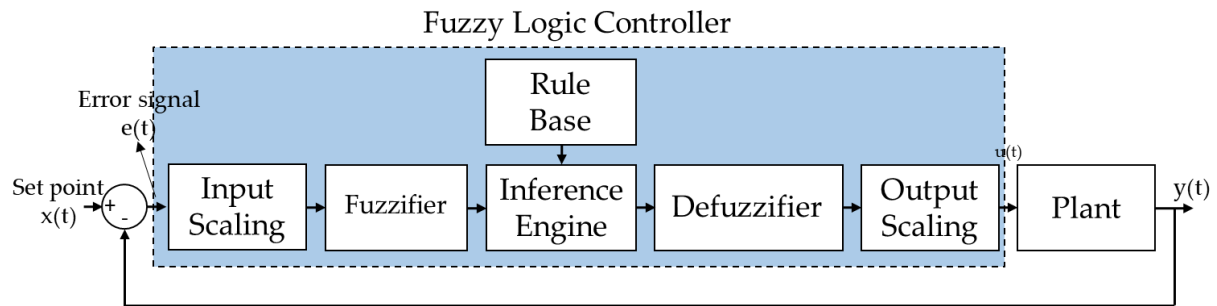 Fuzzy Logic Controller
Rule
Base
Error signal
e(t)
Set point
x(t)
+
-
Input
Scaling
Fuzzifier
Inference
Engine
Defuzzifier
Output
Scaling
u(t)
Plant
y(t)